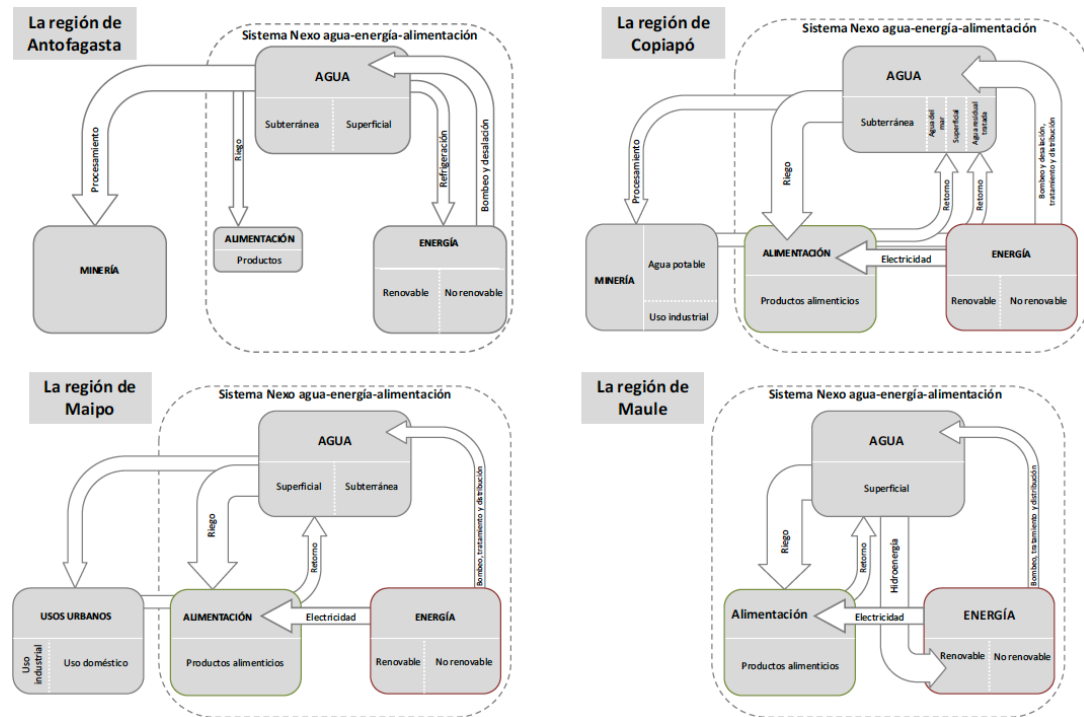 La región de
Antofagasta
Sistema Nexo agua-energía-alimentación
AGUA
Subterránea
Superficial
Procesamiento
Riego
Refrigeración
Bombeo y desalación
MINERÍA
ALIMENTACIÓN
Productos
ENERGÍA
Renovable
No renovable
La región de
Copiapó
Sistema Nexo agua-energía-alimentación
AGUA
Subterránea
Agua del
mar
Superficial
Agua residual
tratada
Procesamiento
Riego
Retorno
Retorno
Bombeo y desalación,
tratamiento y distribución
MINERÍA
Agua potable
Uso industrial
ALIMENTACIÓN
Productos alimenticios
Electricidad
ENERGÍA
Renovable
No renovable
La región de
Maipo
Sistema Nexo agua-energía-alimentación
AGUA
Superficial
Subterránea
Riego
Retorno
Bombeo, tratamiento y distribución
USOS URBANOS
Uso
industrial
Uso doméstico
ALIMENTACIÓN
Productos alimenticios
Electricidad
ENERGÍA
Renovable
No renovable
La región de
Maule
Sistema Nexo agua-energía-alimentación
AGUA
Superficial
Riego
Retorno
Hidroenergía
Bombeo, tratamiento y distribución
Alimentación
Productos alimenticios
Electricidad
ENERGÍA
Renovable
No renovable